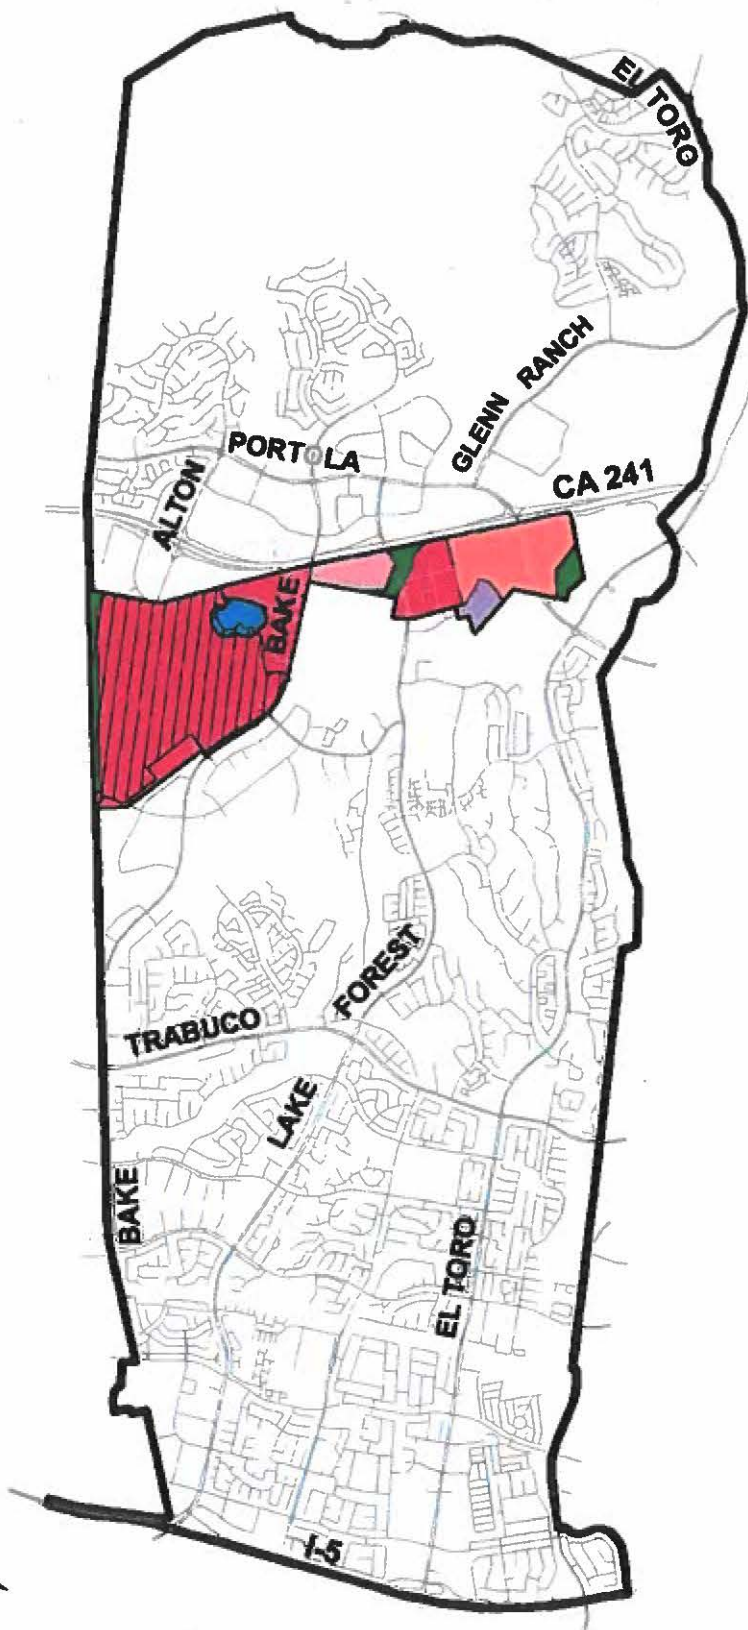 EL TORO
GLENN RANCH
PORTOLA
ALTON
CA 241
BAKE
FOREST
TRABUCO
LAKE
BAKE
EL TORO
I-5